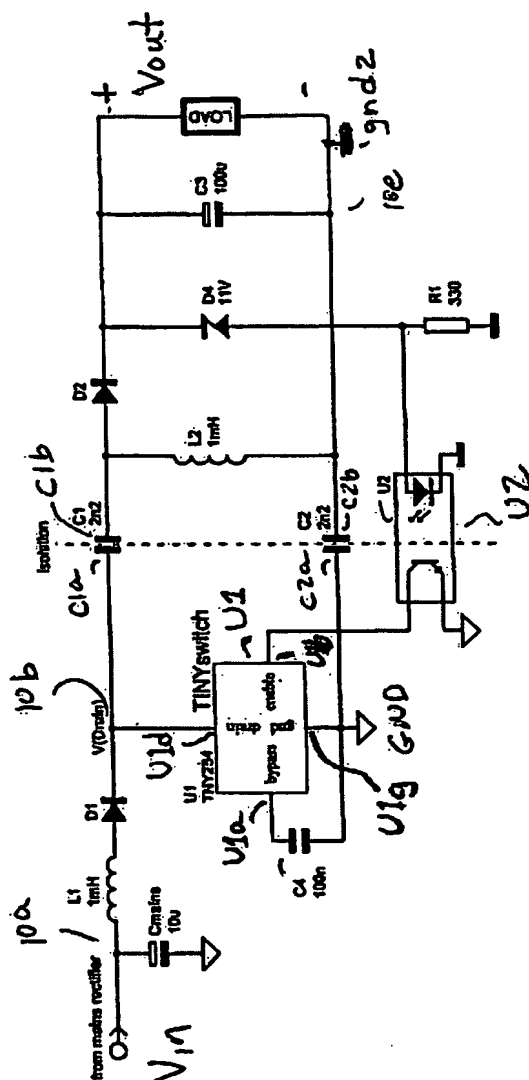 from mains rectifier
Vin
10a
L1
1mH
Cmains
10u
D1
10b
V(Drain)
U1d
U1
TNY254
TINYswitch
U1
drain
gnd
bypass
enable
U1a
C4
100n
U1g
GND
Isolation
C1a
C1b
C1
2n2
C2a
C2
2n2
C2b
L2
1mH
D2
U2
U2
D4
11V
R1
330
C3
100u
10e
LOAD
+
Vout
-
gnd2